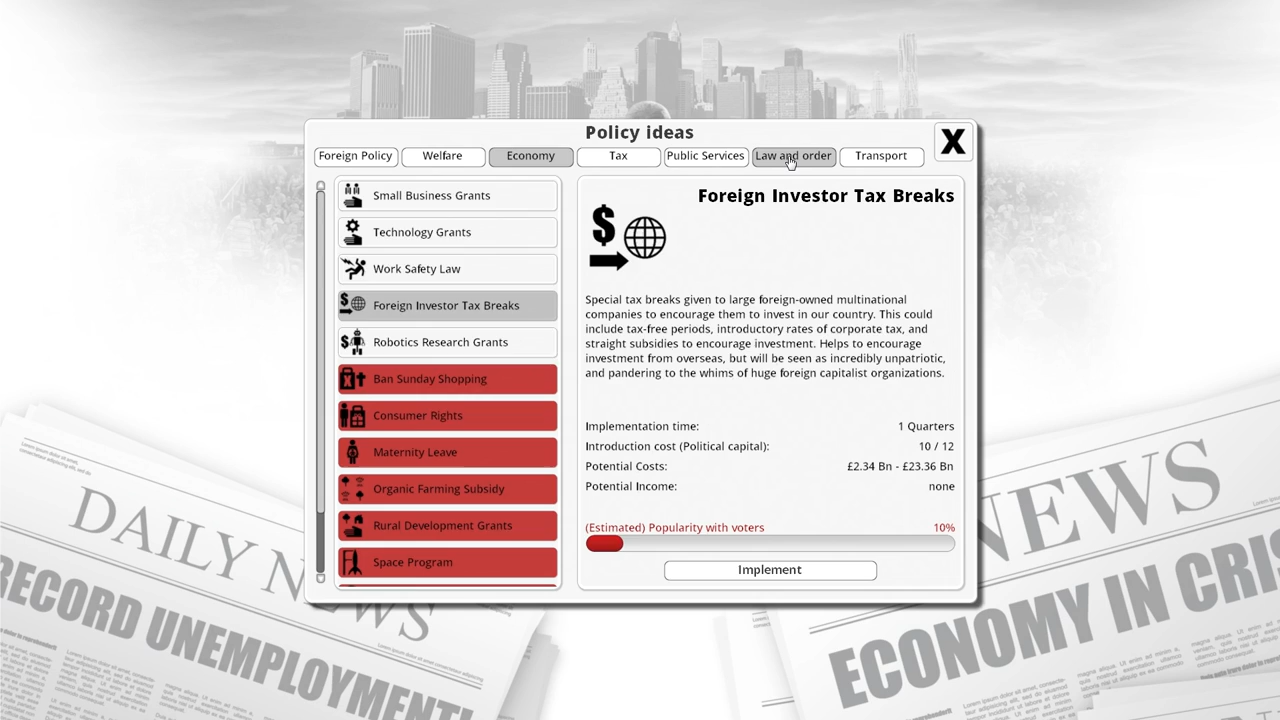 Policy ideas
Foreign Policy
Welfare
Economy
Tax
Public Services
Law and order
Transport
X
Small Business Grants
Technology Grants
Work Safety Law
Foreign Investor Tax Breaks
Robotics Research Grants
Ban Sunday Shopping
Consumer Rights
Maternity Leave
Organic Farming Subsidy
Rural Development Grants
Space Program
Foreign Investor Tax Breaks
Special tax breaks given to large foreign-owned multinational
companies to encourage them to invest in our country. This could
include tax-free periods, introductory rates of corporate tax, and
straight subsidies to encourage investment. Helps to encourage
investment from overseas, but will be seen as incredibly unpatriotic,
and pandering to the whims of huge foreign capitalist organizations.
Implementation time: 1 Quarters
Introduction cost (Political capital): 10 / 12
Potential Costs: £2.34 Bn - £23.36 Bn
Potential Income: none
(Estimated) Popularity with voters 10%
Implement
DAILY NEWS
RECORD UNEMPLOYMENT!
NEWS
ECONOMY IN CRI